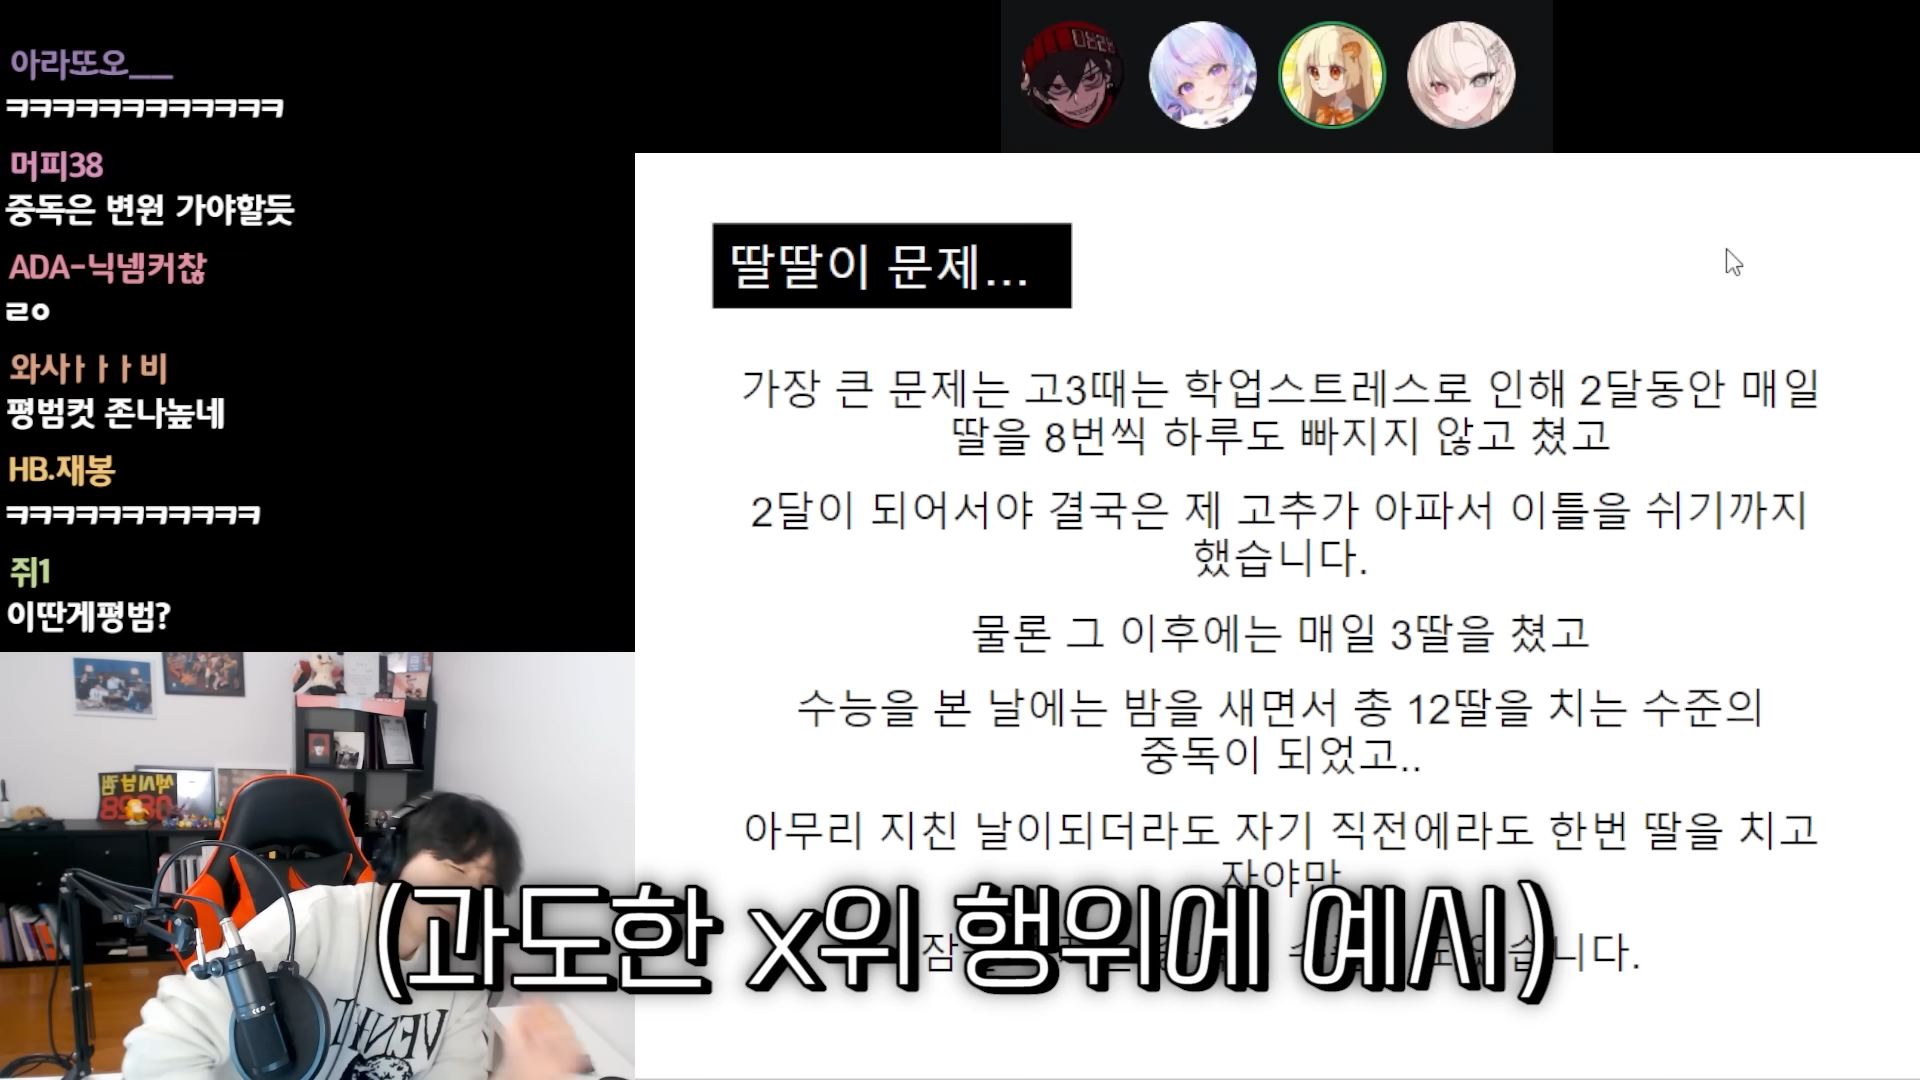 아라또오__
ㅋㅋㅋㅋㅋㅋㅋㅋㅋㅋㅋㅋ
머피38
중독은 변원 가야할듯
ADA-닉넴커찮
ㄹㅇ
와사ㅏㅏㅏ비
평범컷 존나높네
HB.재봉
ㅋㅋㅋㅋㅋㅋㅋㅋㅋㅋㅋ
쥐1
이딴게평범?
딸딸이 문제...
가장 큰 문제는 고3때는 학업스트레스로 인해 2달동안 매일
딸을 8번씩 하루도 빠지지 않고 쳤고
2달이 되어서야 결국은 제 고추가 아파서 이틀을 쉬기까지
했습니다.
물론 그 이후에는 매일 3딸을 쳤고
수능을 본 날에는 밤을 새면서 총 12딸을 치는 수준의
중독이 되었고..
아무리 지친 날이되더라도 자기 직전에라도 한번 딸을 치고
자야만
(과도한 x위 행위에 예시)